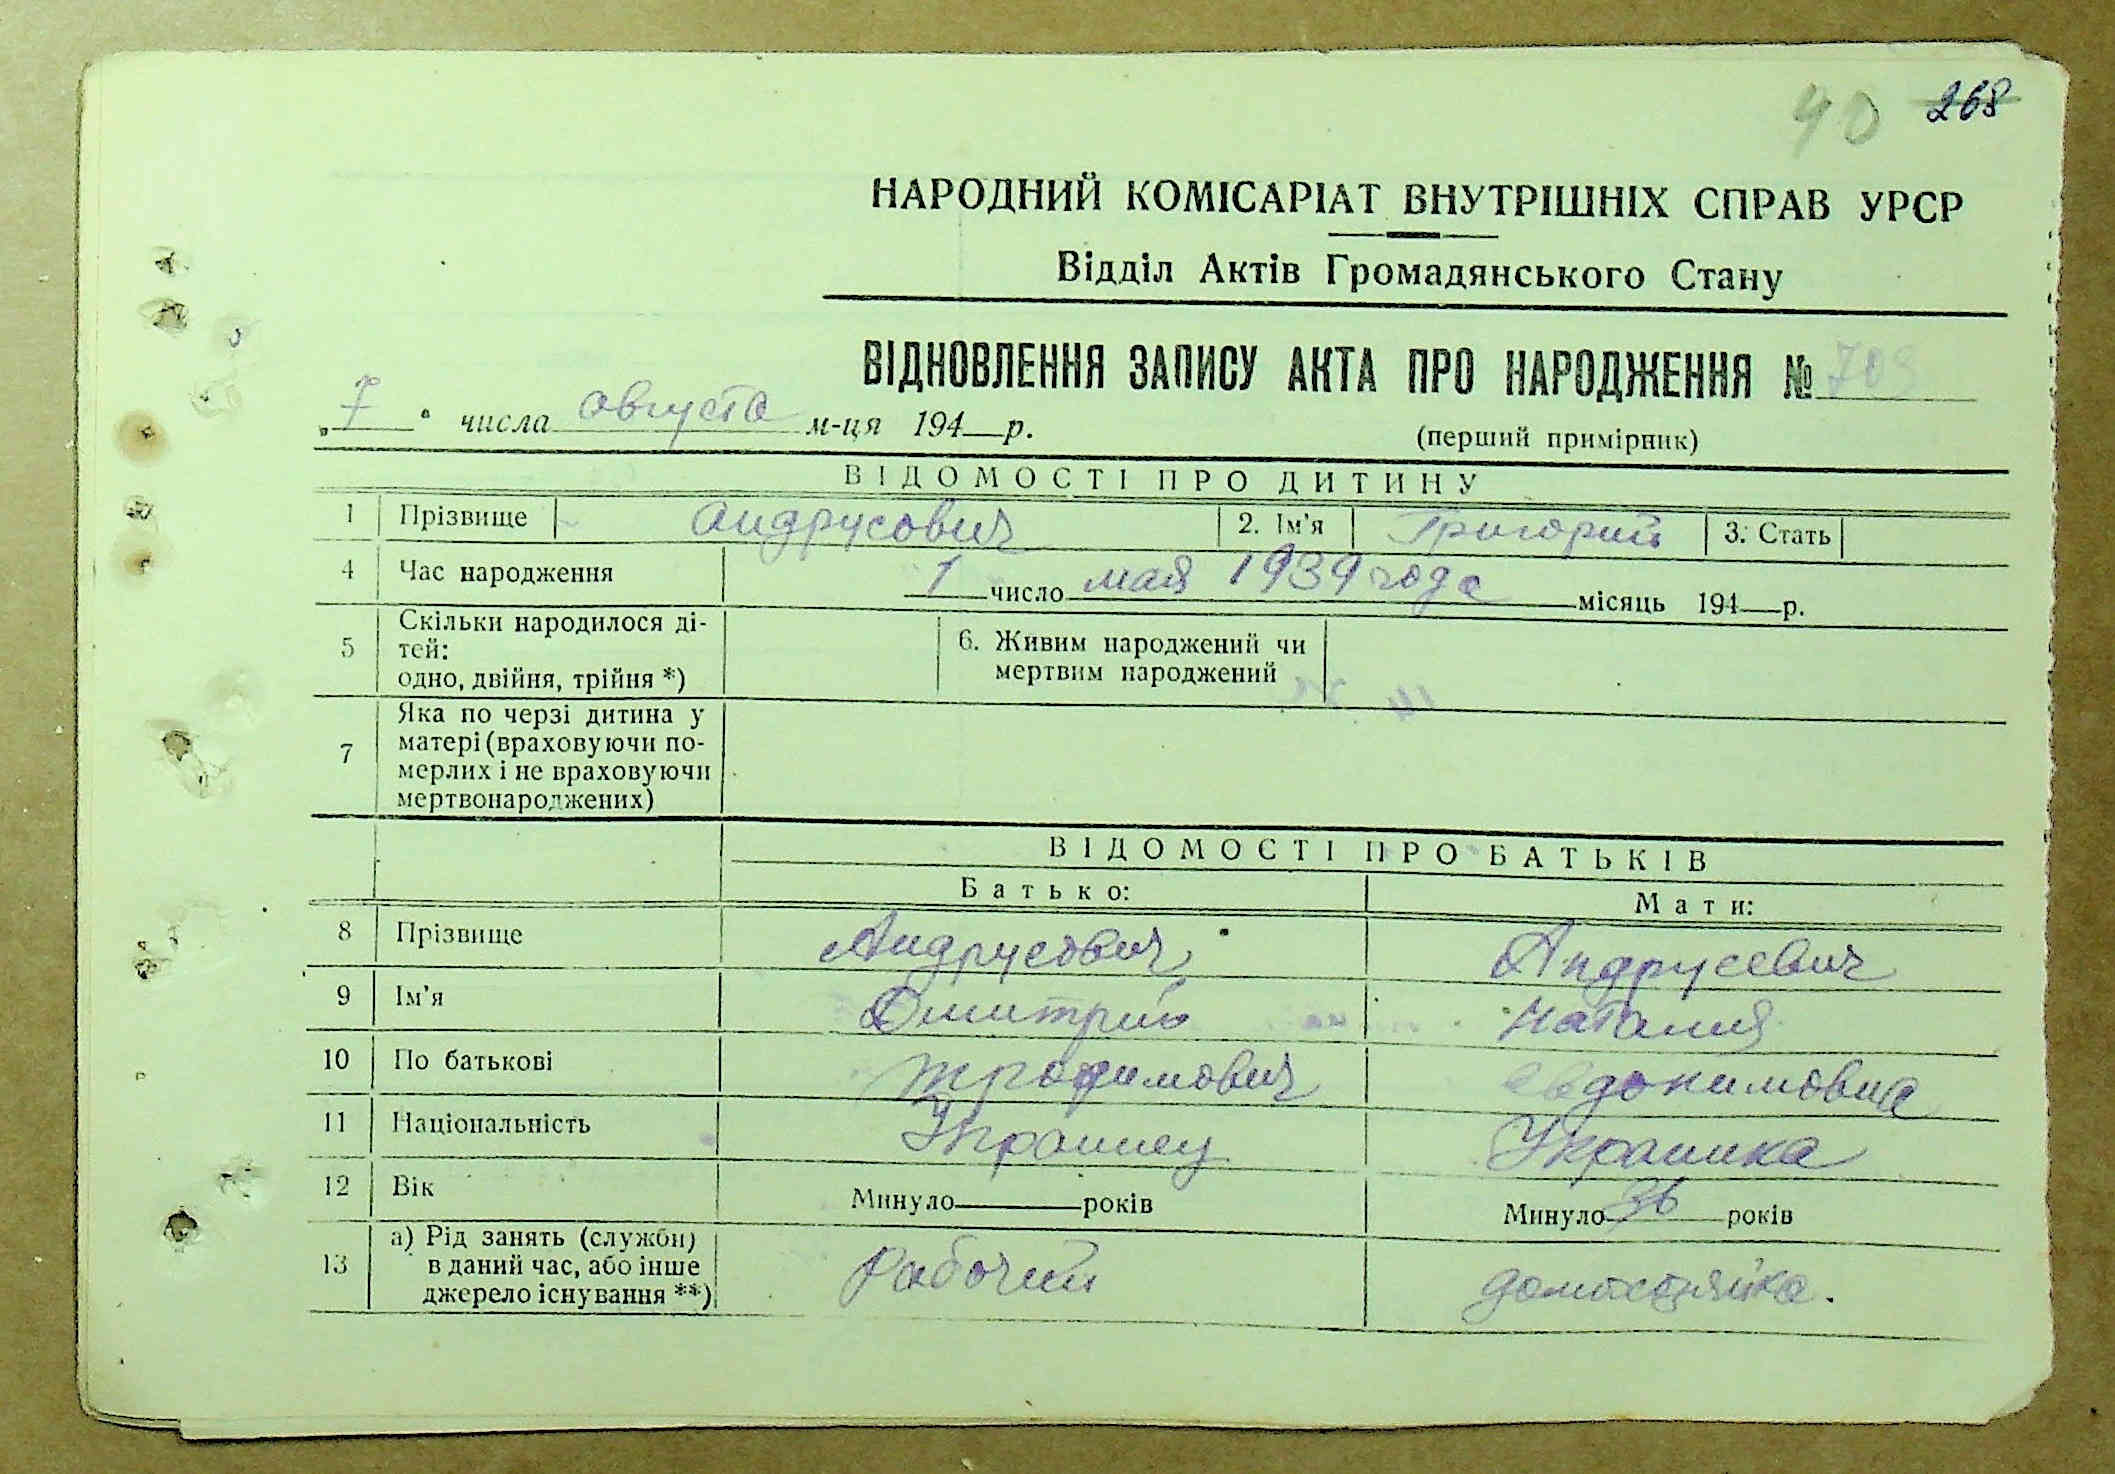 40 268
НАРОДНИЙ КОМІСАРІАТ ВНУТРІШНІХ СПРАВ УРСР
Відділ Актів Громадянського Стану
ВІДНОВЛЕННЯ ЗАПИСУ АКТА ПРО НАРОДЖЕННЯ № 709
„7“ числа августа м-ця 194 р.
(перший примірник)
ВІДОМОСТІ ПРО ДИТИНУ
1 Прізвище Андрусович 2. Ім'я Григорий 3. Стать
4 Час народження 1 число мая 1939 года місяць 194 р.
5 Скільки народилося ді-
тей:
одно, двійня, трійня *)
6. Живим народжений чи
мертвим народжений
7 Яка по черзі дитина у
матері (враховуючи по-
мерлих і не враховуючи
мертвонароджених)
ВІДОМОСТІ ПРО БАТЬКІВ
Батько: Мати:
8 Прізвище Андрусович Андрусевич
9 Ім'я Дмитрий Наталия
10 По батькові Трофимович Евдокимовна
11 Національність Украинец Украинка
12 Вік Минуло років Минуло 36 років
13 а) Рід занять (служби)
в даний час, або інше
джерело існування **)
Рабочий домохозяйка.